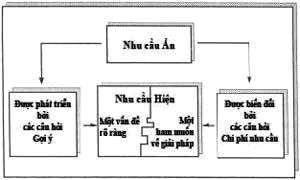 Nhu cầu Ẩn
Được phát triển
bởi
các câu hỏi
Gợi ý
Nhu cầu Hiện
Một vấn đề
rõ ràng
Một
ham muốn
về giải pháp
Được biến đổi
bởi
các câu hỏi
Chi phí nhu cầu